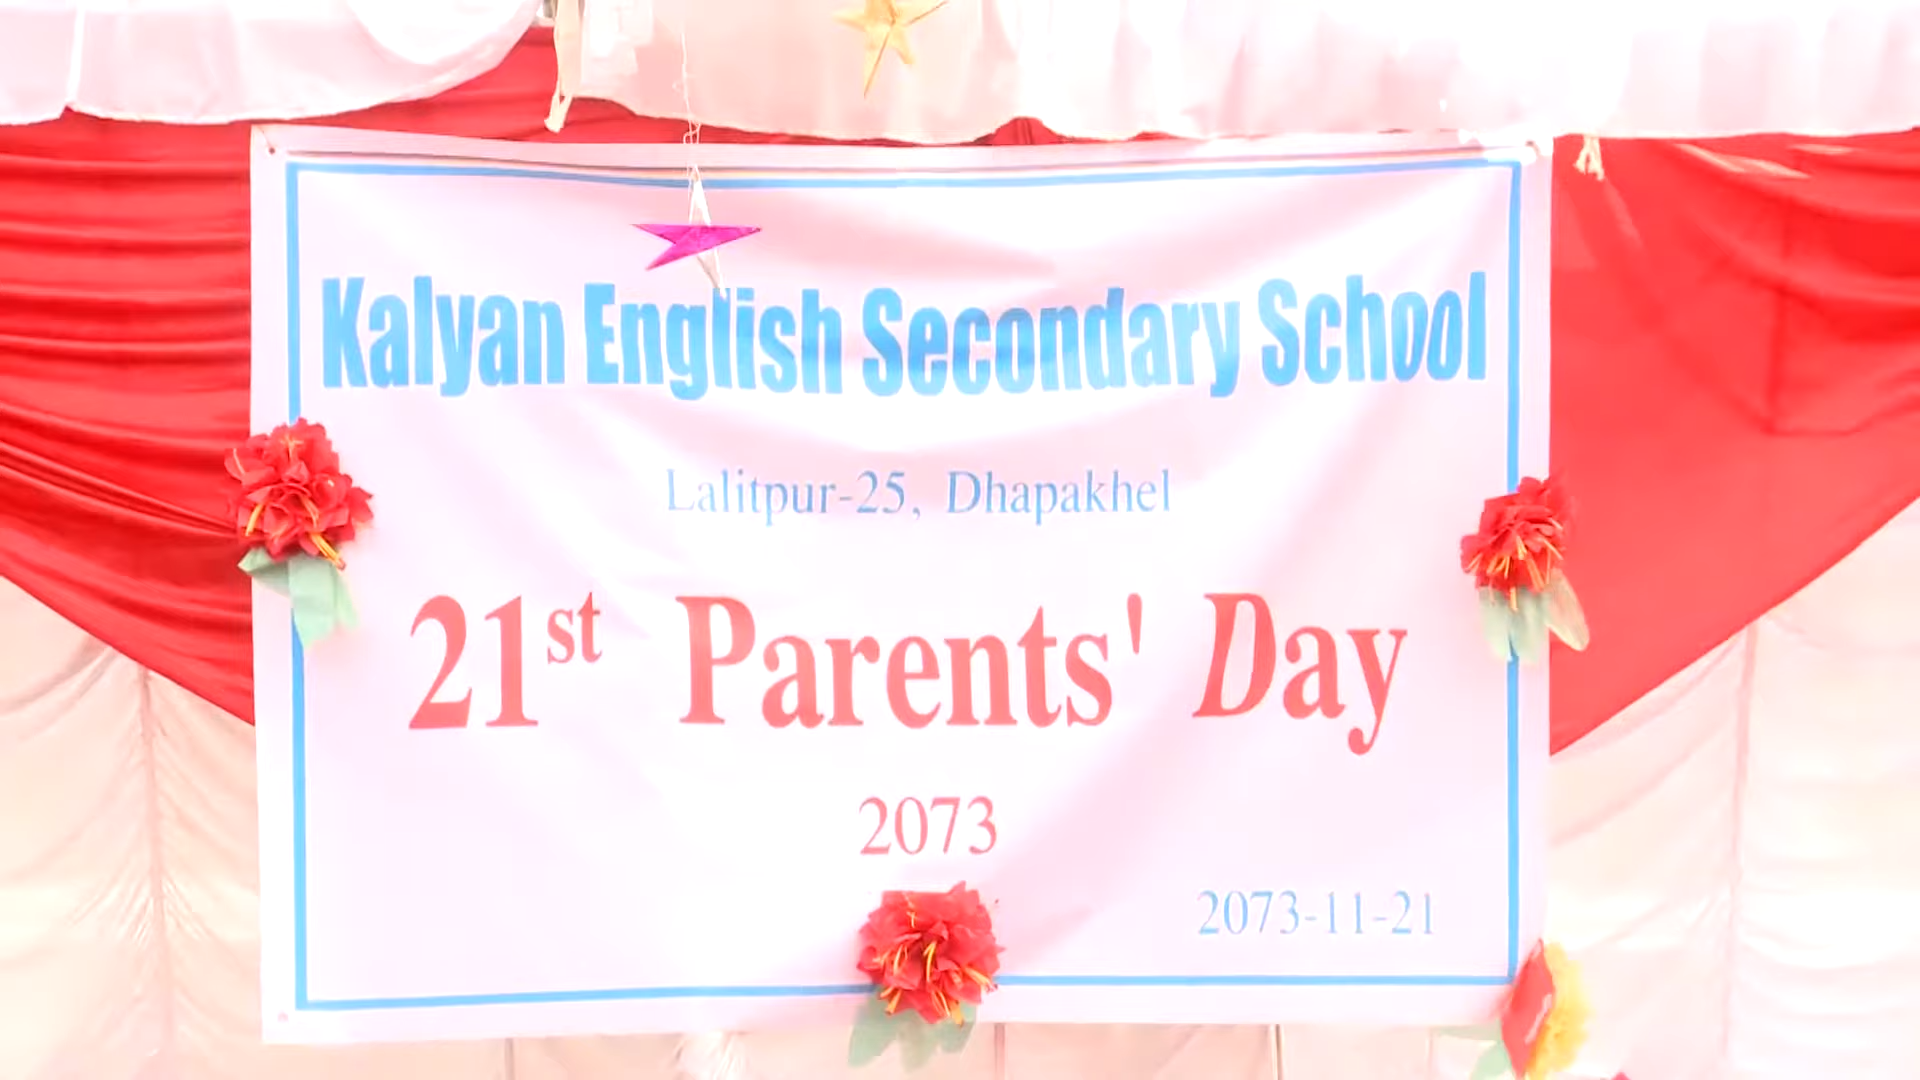 Kalyan English Secondary School
Lalitpur-25, Dhapakhel
21st Parents' Day
2073
2073-11-21